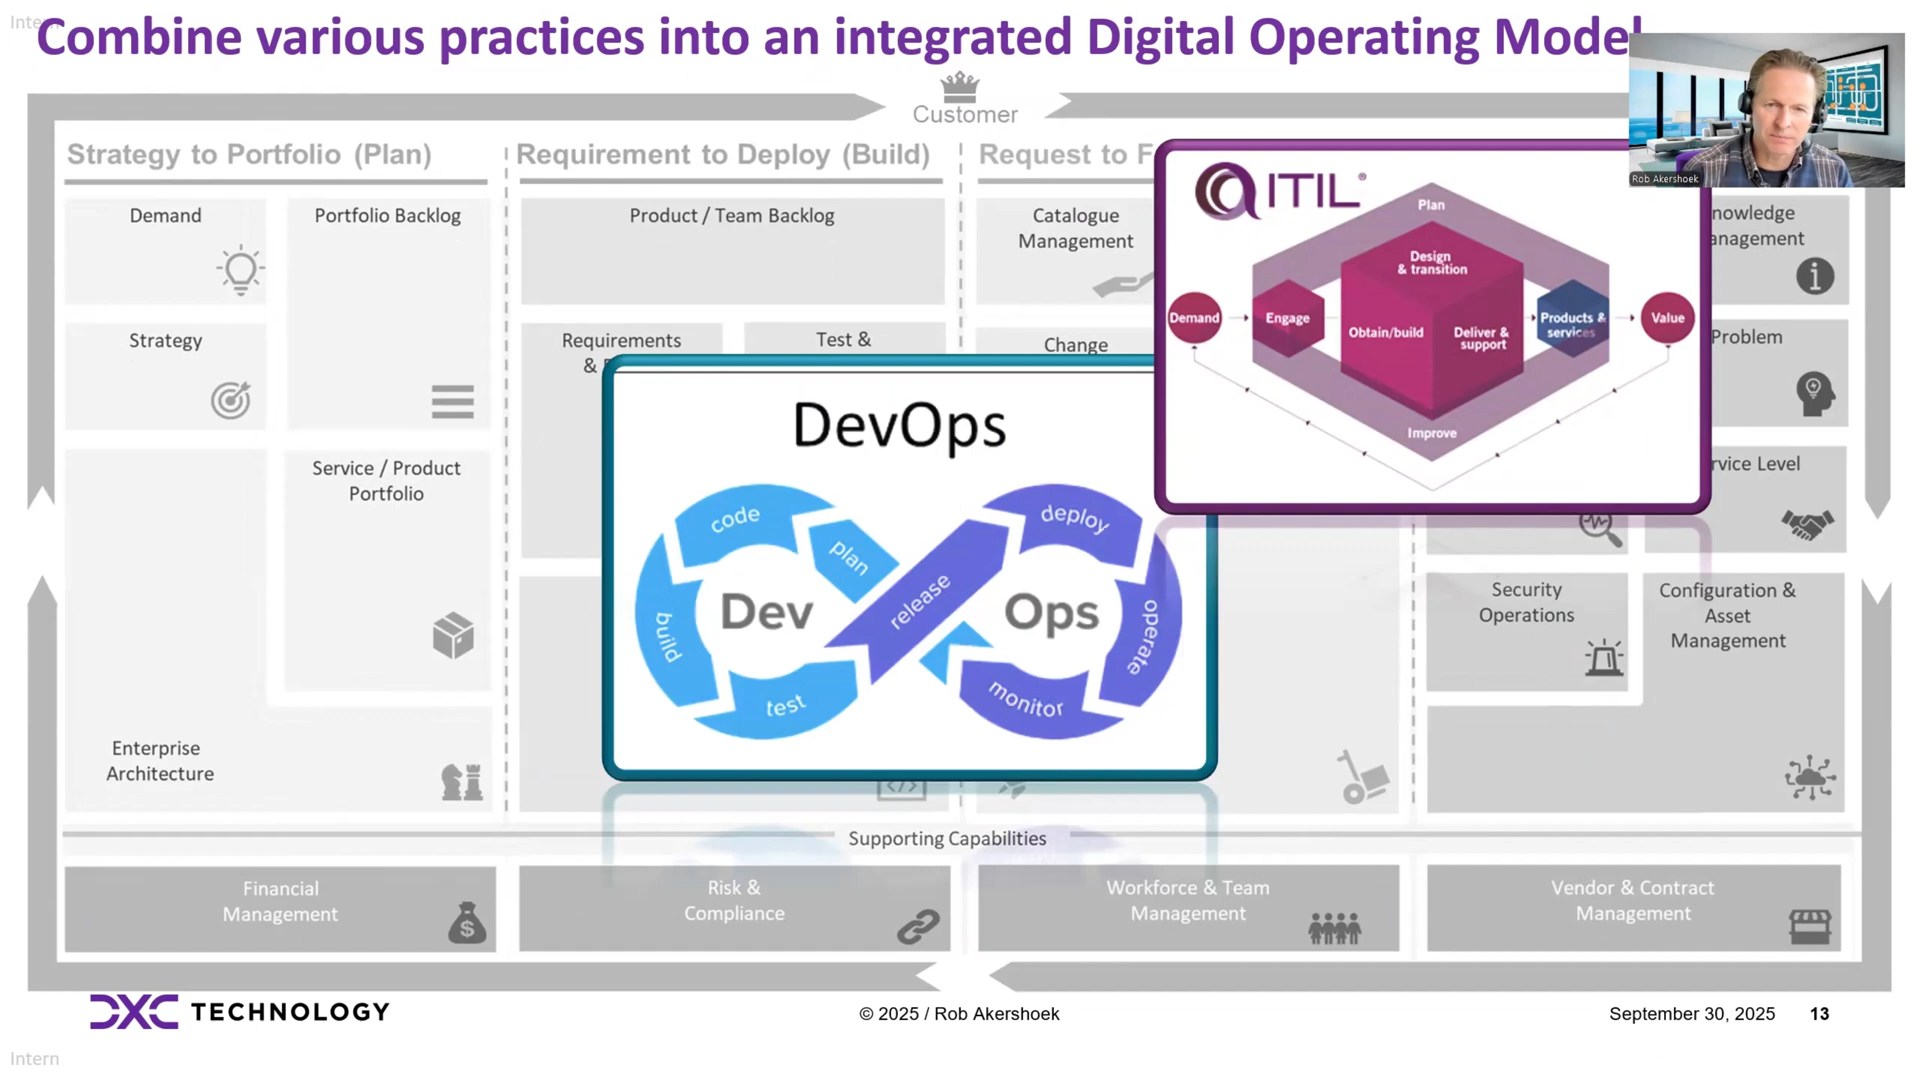 Intern
Combine various practices into an integrated Digital Operating Model
Rob Akershoek
Customer
Strategy to Portfolio (Plan)
Requirement to Deploy (Build)
Request to F
Demand
Portfolio Backlog
Strategy
Service / Product
Portfolio
Enterprise
Architecture
Product / Team Backlog
Requirements
&
Test &
Catalogue
Management
Change
ITIL®
Plan
Design
& transition
Demand
Engage
Obtain/build
Deliver &
support
Products &
services
Value
Improve
DevOps
code
plan
build
Dev
test
release
deploy
Ops
operate
monitor
nowledge
anagement
Problem
rvice Level
Security
Operations
Configuration &
Asset
Management
Supporting Capabilities
Financial
Management
Risk &
Compliance
Workforce & Team
Management
Vendor & Contract
Management
DXC TECHNOLOGY
© 2025 / Rob Akershoek
September 30, 2025
13
Intern